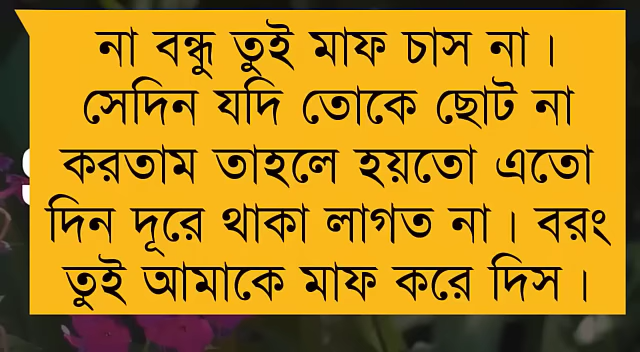 না বন্ধু তুই মাফ চাস না।
সেদিন যদি তোকে ছোট না
করতাম তাহলে হয়তো এতো
দিন দূরে থাকা লাগত না। বরং
তুই আমাকে মাফ করে দিস।